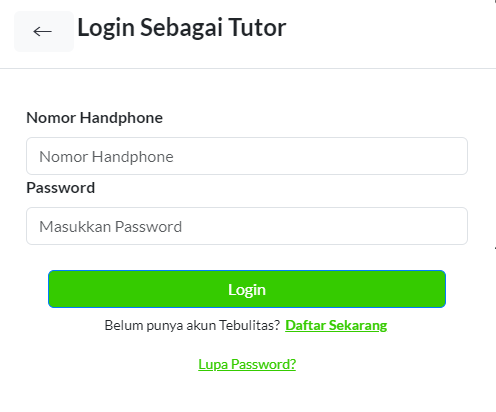 ← Login Sebagai Tutor
Nomor Handphone
Nomor Handphone
Password
Masukkan Password
Login
Belum punya akun Tebulitas? Daftar Sekarang
Lupa Password?